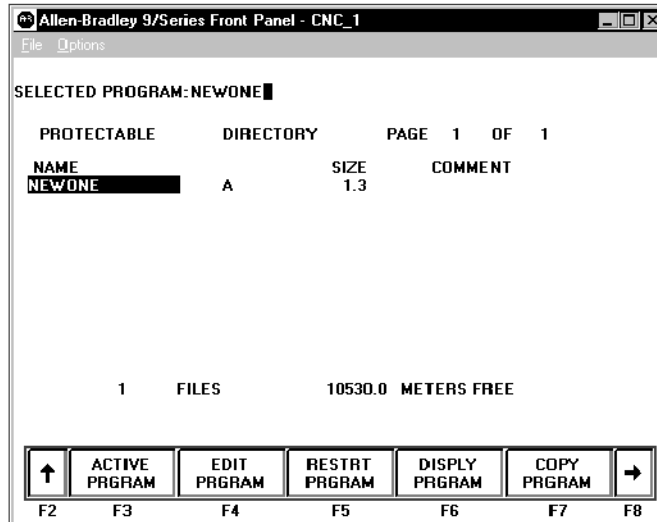 Allen-Bradley 9/Series Front Panel - CNC_1
File Options
SELECTED PROGRAM:NEWONE
PROTECTABLE DIRECTORY PAGE 1 OF 1
NAME SIZE COMMENT
NEWONE A 1.3
1 FILES 10530.0 METERS FREE
ACTIVE EDIT RESTRT DISPLY COPY
PRGRAM PRGRAM PRGRAM PRGRAM PRGRAM
F2 F3 F4 F5 F6 F7 F8